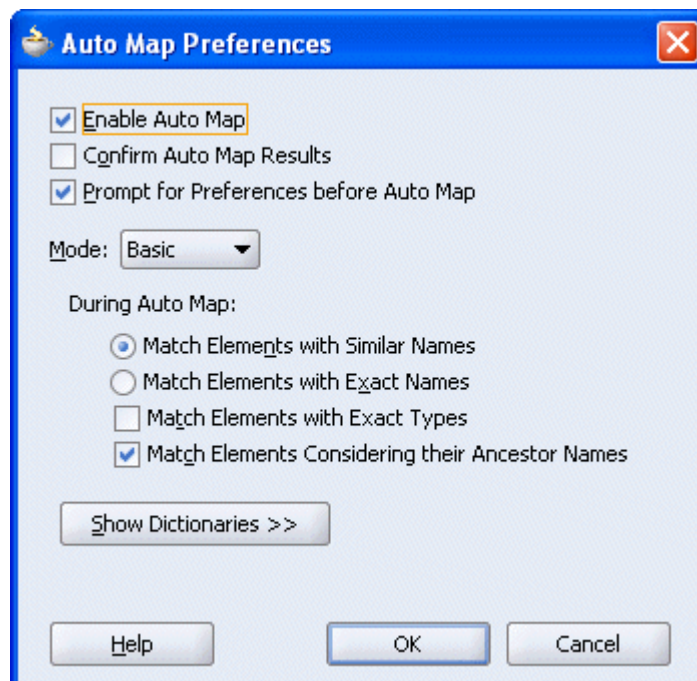 Auto Map Preferences
Enable Auto Map
Confirm Auto Map Results
Prompt for Preferences before Auto Map
Mode: Basic
During Auto Map:
Match Elements with Similar Names
Match Elements with Exact Names
Match Elements with Exact Types
Match Elements Considering their Ancestor Names
Show Dictionaries >>
Help OK Cancel